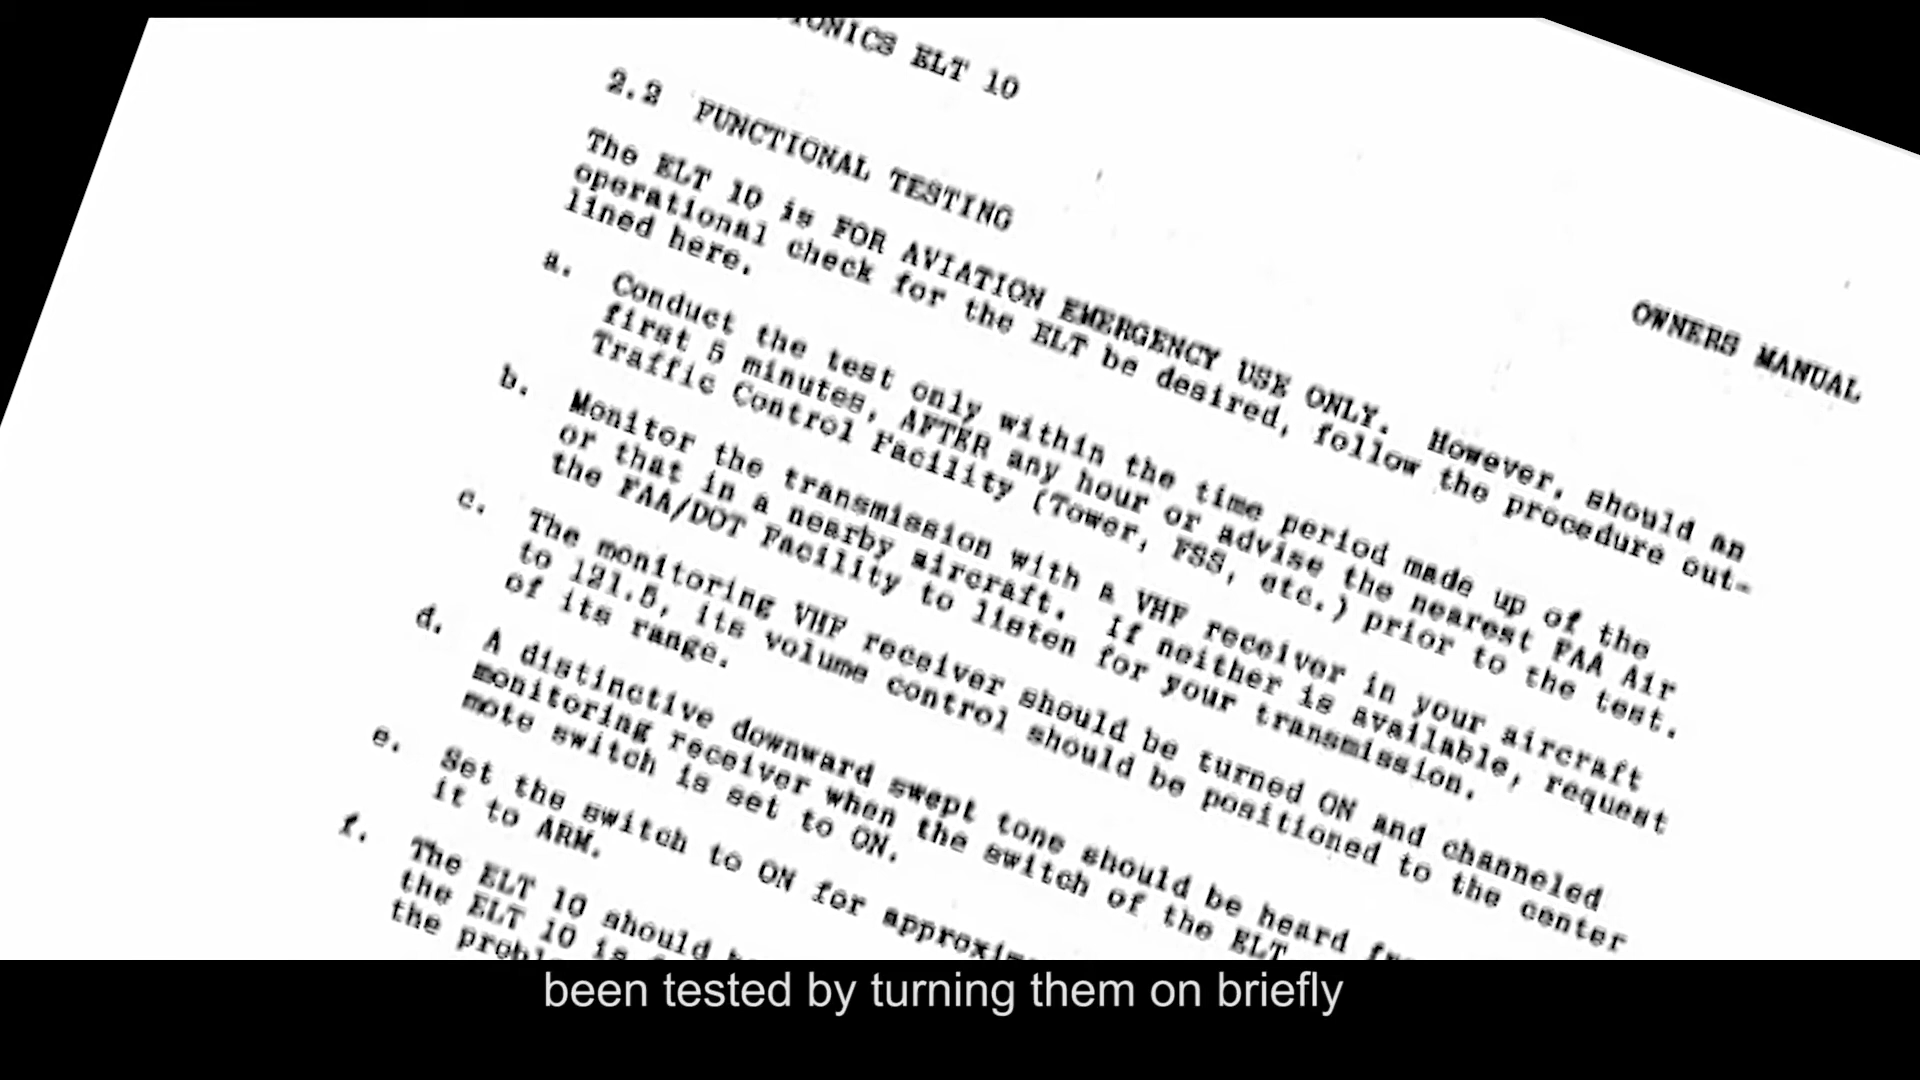 IONICS ELT 10
OWNERS MANUAL
2.2 FUNCTIONAL TESTING
The ELT 10 is FOR AVIATION EMERGENCY USE ONLY. However, should an
operational check for the ELT be desired, follow the procedure out-
lined here.
a. Conduct the test only within the time period made up of the
first 5 minutes, AFTER any hour or advise the nearest FAA Air
Traffic Control Facility (Tower, FSS, etc.) prior to the test.
b. Monitor the transmission with a VHF receiver in your aircraft
or that in a nearby aircraft. If neither is available, request
the FAA/DOT Facility to listen for your transmission.
c. The monitoring VHF receiver should be turned ON and channeled
to 121.5, its volume control should be positioned to the center
of its range.
d. A distinctive downward swept tone should be heard
monitoring receiver when the switch of the ELT
mote switch is set to ON.
e. Set the switch to ON for
it to ARM.
f. The ELT 10 should
the ELT 10 is
the
been tested by turning them on briefly